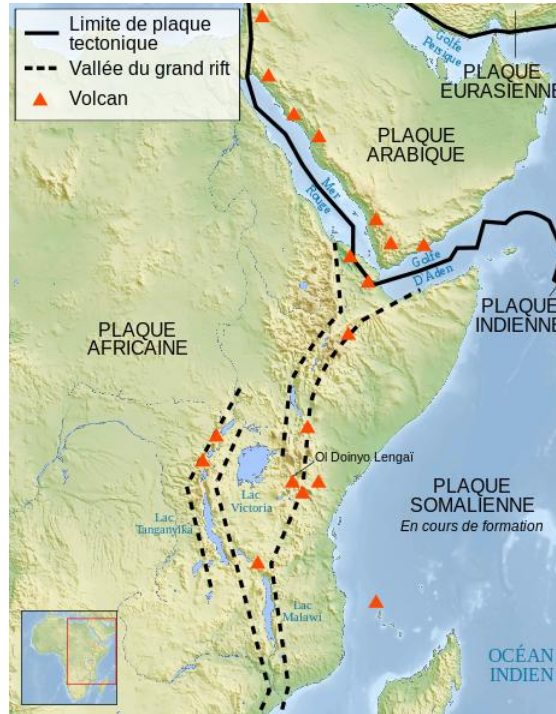 Limite de plaque
tectonique
Vallée du grand rift
Volcan
Golfe
Persique
PLAQUE
EURASIENNE
PLAQUE
ARABIQUE
Mer
Rouge
Golfe
D'Aden
PLAQUE
INDIENNE
PLAQUE
AFRICAINE
Ol Doinyo Lengaï
Lac
Victoria
PLAQUE
SOMALIENNE
En cours de formation
Lac
Tanganyika
Lac
Malawi
OCÉAN
INDIEN